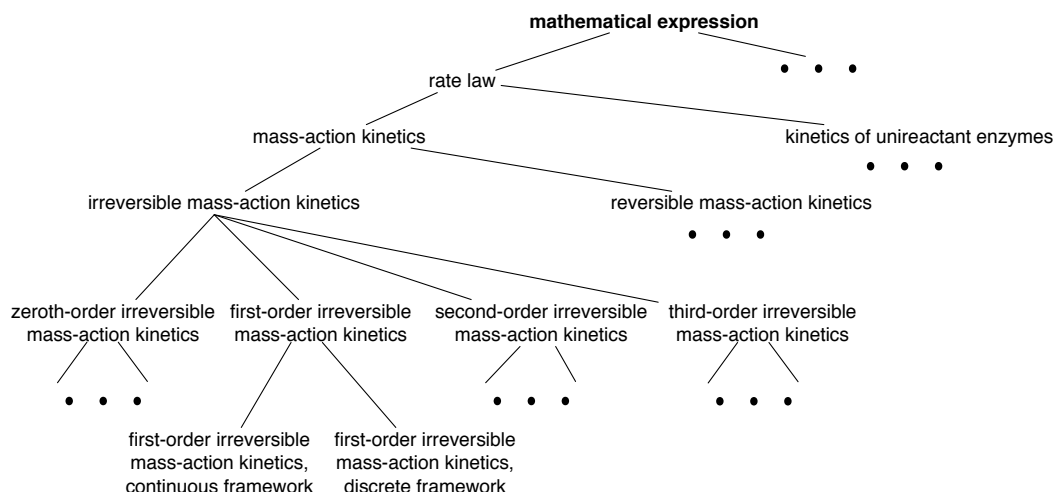 mathematical expression
rate law
mass-action kinetics
kinetics of unireactant enzymes
irreversible mass-action kinetics
reversible mass-action kinetics
zeroth-order irreversible
mass-action kinetics
first-order irreversible
mass-action kinetics
second-order irreversible
mass-action kinetics
third-order irreversible
mass-action kinetics
first-order irreversible
mass-action kinetics,
continuous framework
first-order irreversible
mass-action kinetics,
discrete framework